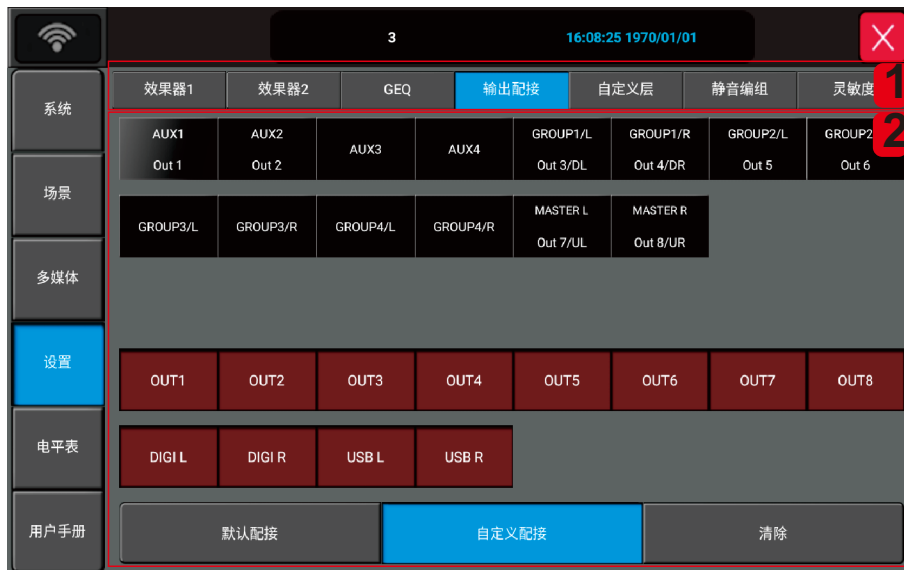 3 16:08:25 1970/01/01
效果器1 效果器2 GEQ 输出配接 自定义层 静音编组 灵敏度 1
系统
2
AUX1 AUX2 AUX3 AUX4 GROUP1/L GROUP1/R GROUP2/L GROUP2
Out 1 Out 2 Out 3/DL Out 4/DR Out 5 Out 6
场景
GROUP3/L GROUP3/R GROUP4/L GROUP4/R MASTER L MASTER R
Out 7/UL Out 8/UR
多媒体
设置
OUT1 OUT2 OUT3 OUT4 OUT5 OUT6 OUT7 OUT8
电平表
DIGI L DIGI R USB L USB R
用户手册
默认配接 自定义配接 清除